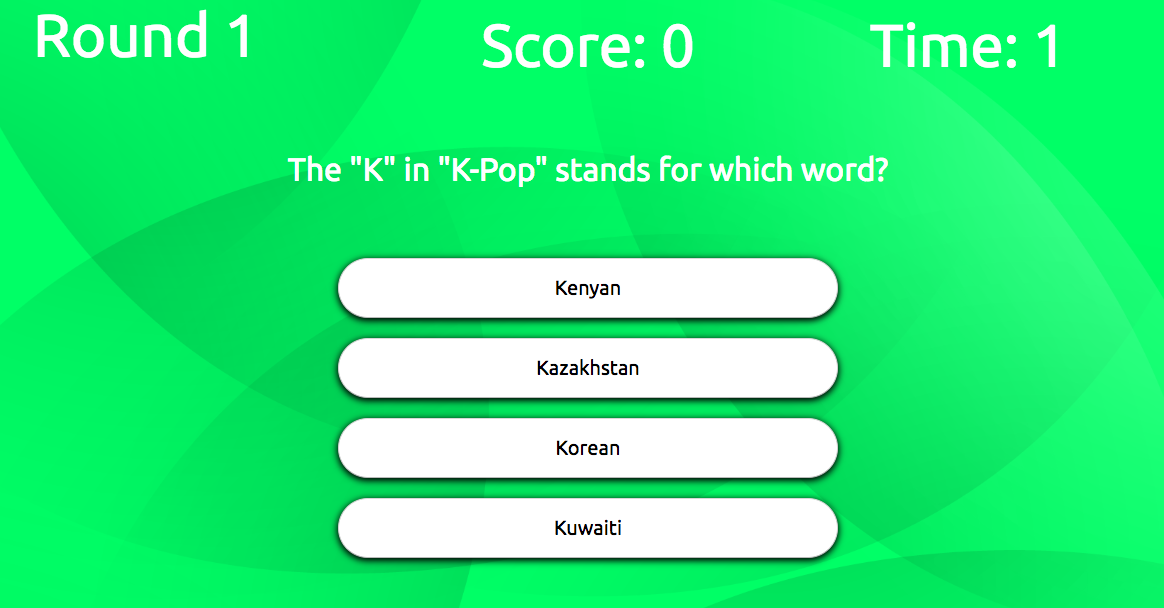 Round 1
Score: 0
Time: 1
The "K" in "K-Pop" stands for which word?
Kenyan
Kazakhstan
Korean
Kuwaiti